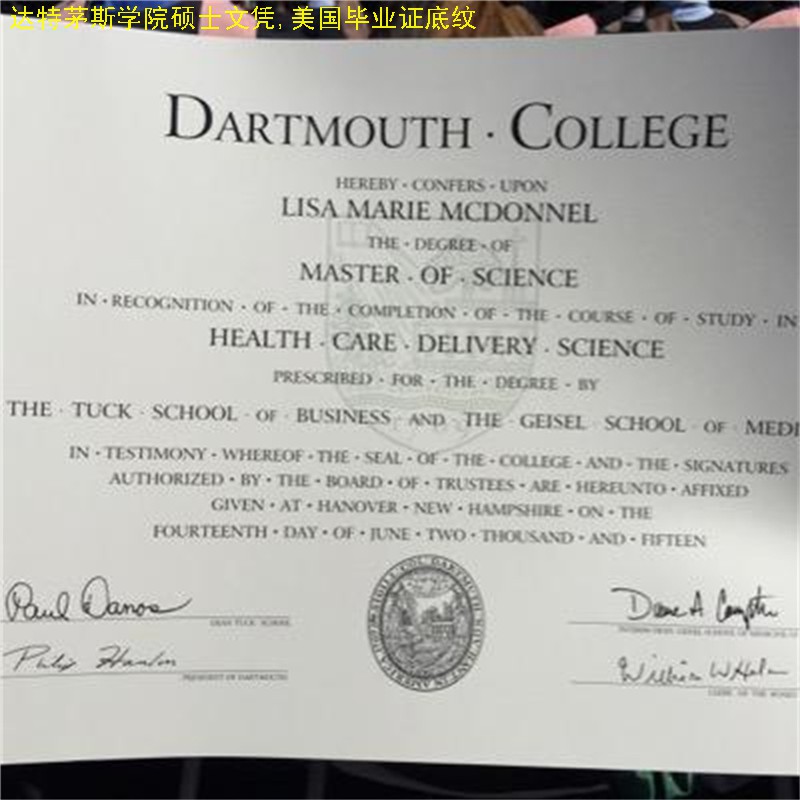 达特茅斯学院硕士文凭, 美国毕业证底纹
DARTMOUTH · COLLEGE
HEREBY · CONFERS · UPON
LISA MARIE MCDONNEL
THE · DEGREE · OF
MASTER · OF · SCIENCE
IN · RECOGNITION · OF · THE · COMPLETION · OF · THE · COURSE · OF · STUDY · IN
HEALTH · CARE · DELIVERY · SCIENCE
PRESCRIBED · FOR · THE · DEGREE · BY
THE · TUCK · SCHOOL · OF · BUSINESS · AND · THE · GEISEL · SCHOOL · OF · MEDI
IN · TESTIMONY · WHEREOF · THE · SEAL · OF · THE · COLLEGE · AND · THE · SIGNATURES
AUTHORIZED · BY · THE · BOARD · OF · TRUSTEES · ARE · HEREUNTO · AFFIXED
GIVEN · AT · HANOVER · NEW · HAMPSHIRE · ON · THE
FOURTEENTH · DAY · OF · JUNE · TWO · THOUSAND · AND · FIFTEEN
Paul Danos
DEAN TUCK SCHOOL
Philip Hanlon
PRESIDENT OF DARTMOUTH
William W Helman